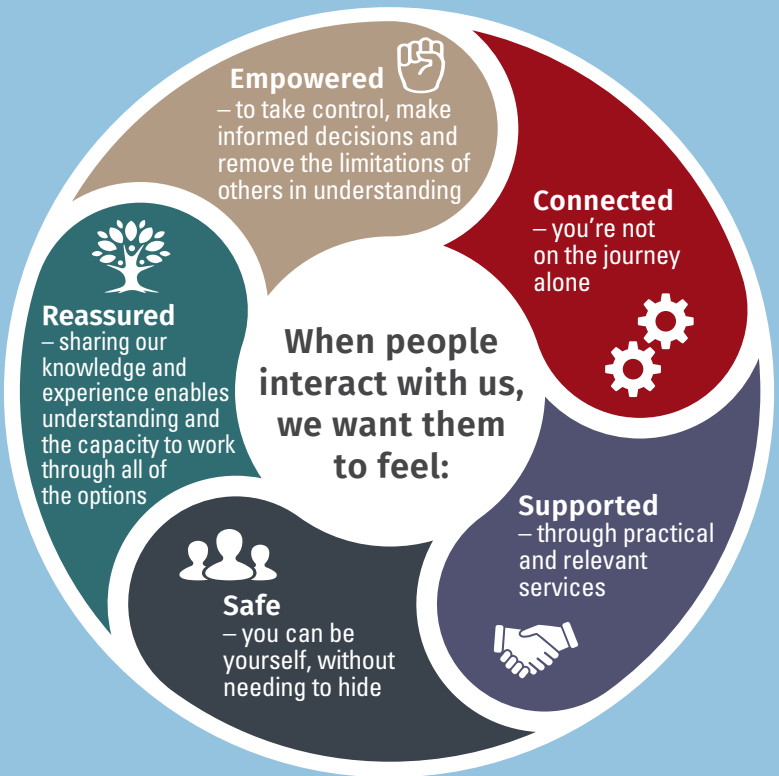 When people
interact with us,
we want them
to feel:
Empowered
– to take control, make
informed decisions and
remove the limitations of
others in understanding
Connected
– you’re not
on the journey
alone
Supported
– through practical
and relevant
services
Safe
– you can be
yourself, without
needing to hide
Reassured
– sharing our
knowledge and
experience enables
understanding and
the capacity to work
through all of
the options